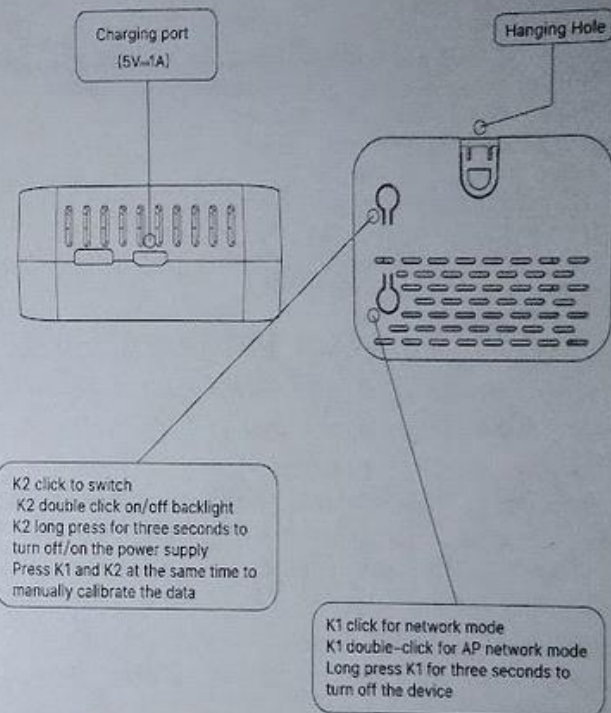 Charging port
(5V⎓1A)
Hanging Hole
K2 click to switch
K2 double click on/off backlight
K2 long press for three seconds to
turn off/on the power supply
Press K1 and K2 at the same time to
manually calibrate the data
K1 click for network mode
K1 double-click for AP network mode
Long press K1 for three seconds to
turn off the device